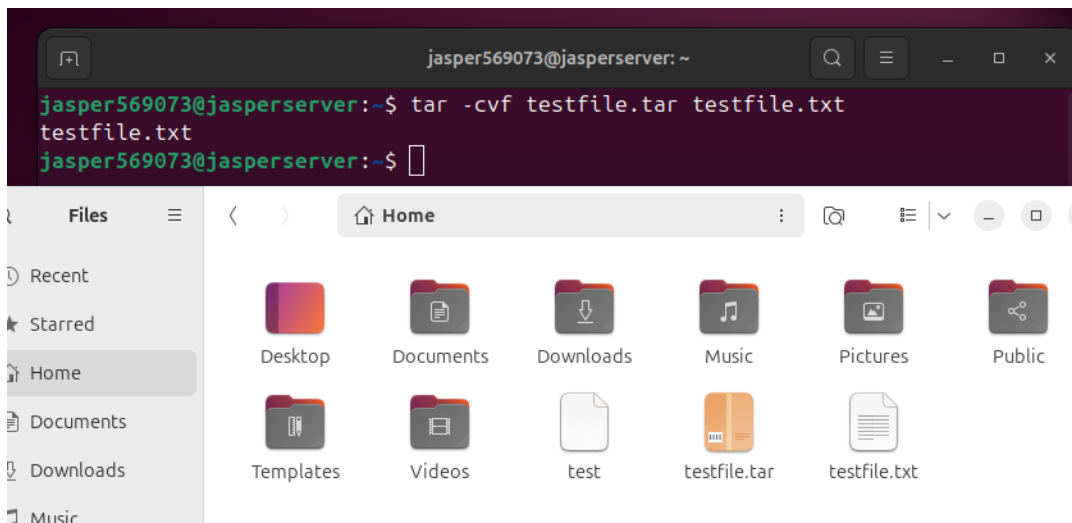 jasper569073@jasperserver: ~
jasper569073@jasperserver:~$ tar -cvf testfile.tar testfile.txt
testfile.txt
jasper569073@jasperserver:~$
Files
Home
Recent
Starred
Home
Documents
Downloads
Music
Desktop
Documents
Downloads
Music
Pictures
Public
Templates
Videos
test
testfile.tar
testfile.txt